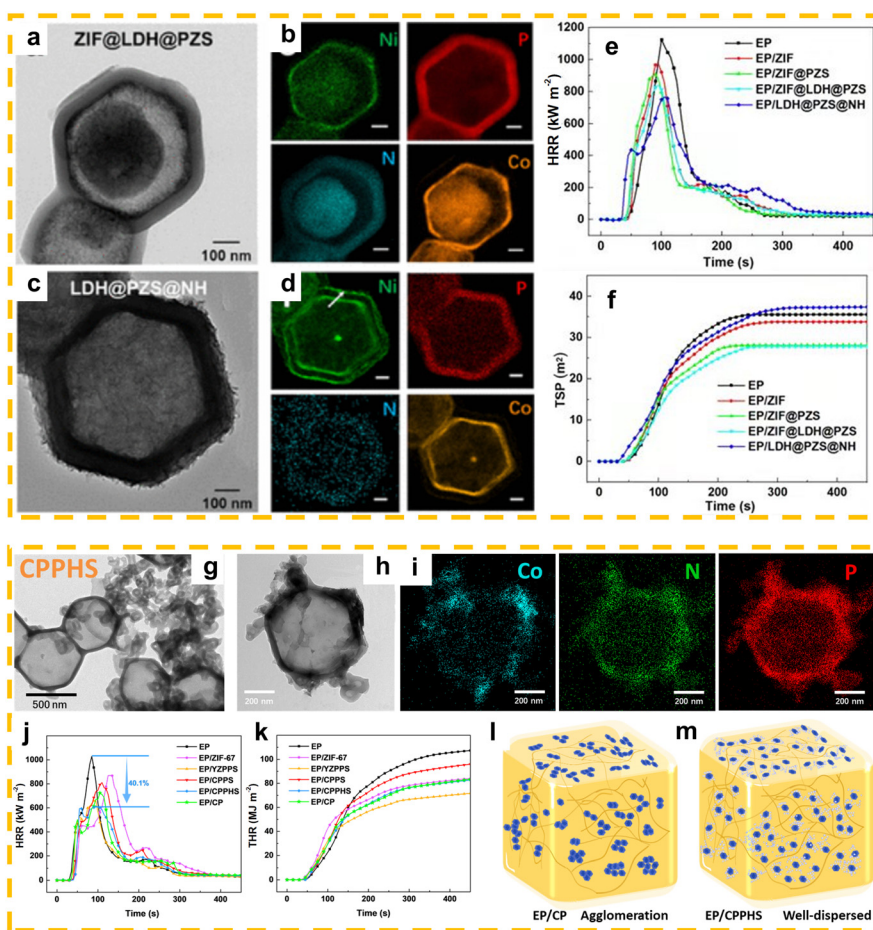 a
ZIF@LDH@PZS
100 nm
b
Ni
P
N
Co
c
LDH@PZS@NH
100 nm
d
Ni
P
N
Co
e
1200
1000
800
600
400
200
0
HRR (kW m⁻²)
EP
EP/ZIF
EP/ZIF@PZS
EP/ZIF@LDH@PZS
EP/LDH@PZS@NH
0 100 200 300 400
Time (s)
f
40
30
20
10
0
TSP (m²)
EP
EP/ZIF
EP/ZIF@PZS
EP/ZIF@LDH@PZS
EP/LDH@PZS@NH
0 100 200 300 400
Time (s)
CPPHS
g
500 nm
h
200 nm
i
Co
200 nm
N
200 nm
P
200 nm
j
1000
800
600
400
200
0
HRR (kW m⁻²)
EP
EP/ZIF-67
EP/YZPPS
EP/CPPS
EP/CPPHS
EP/CP
40.1%
0 100 200 300 400
Time (s)
k
120
100
80
60
40
20
0
THR (MJ m⁻²)
EP
EP/ZIF-67
EP/YZPPS
EP/CPPS
EP/CPPHS
EP/CP
0 100 200 300 400
Time (s)
l
EP/CP Agglomeration
m
EP/CPPHS Well-dispersed